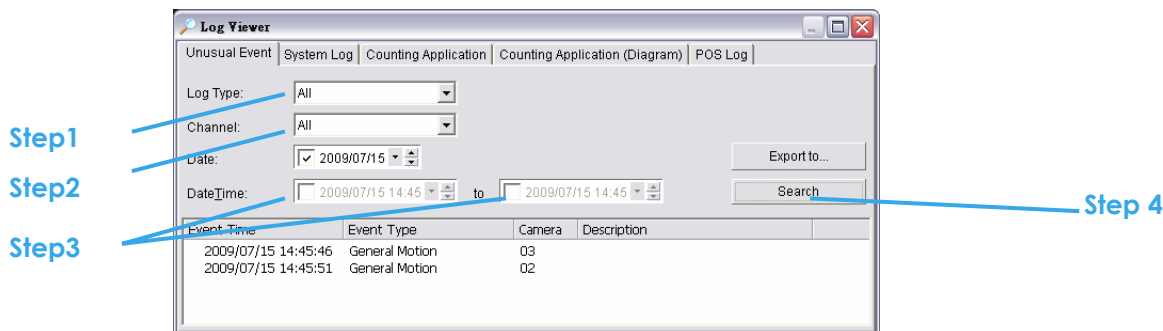 Log Viewer
Unusual Event System Log Counting Application Counting Application (Diagram) POS Log
Log Type: All
Step1
Channel: All
Date: 2009/07/15 Export to...
Step2
DateTime: 2009/07/15 14:45 to 2009/07/15 14:45 Search
Step 4
Step3
Event Time Event Type Camera Description
2009/07/15 14:45:46 General Motion 03
2009/07/15 14:45:51 General Motion 02